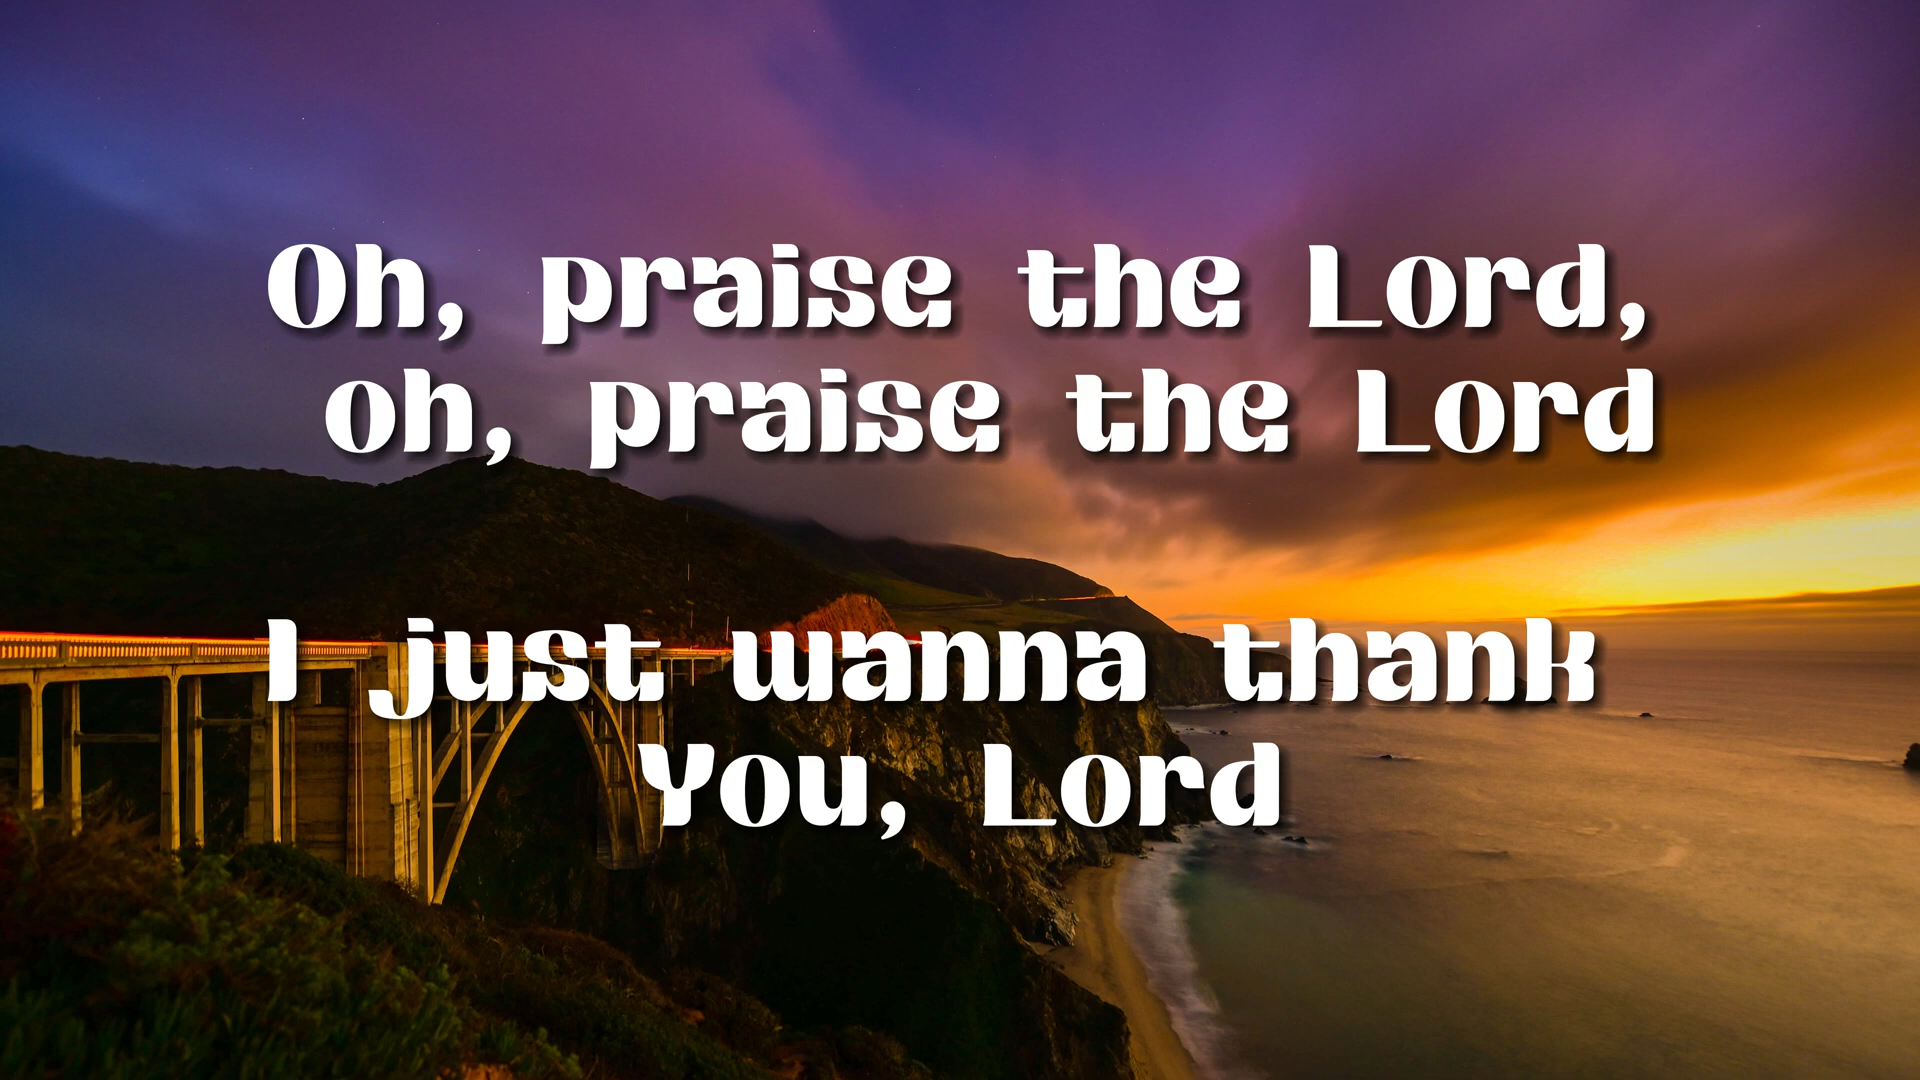 Oh, praise the Lord,
oh, praise the Lord
I just wanna thank
You, Lord